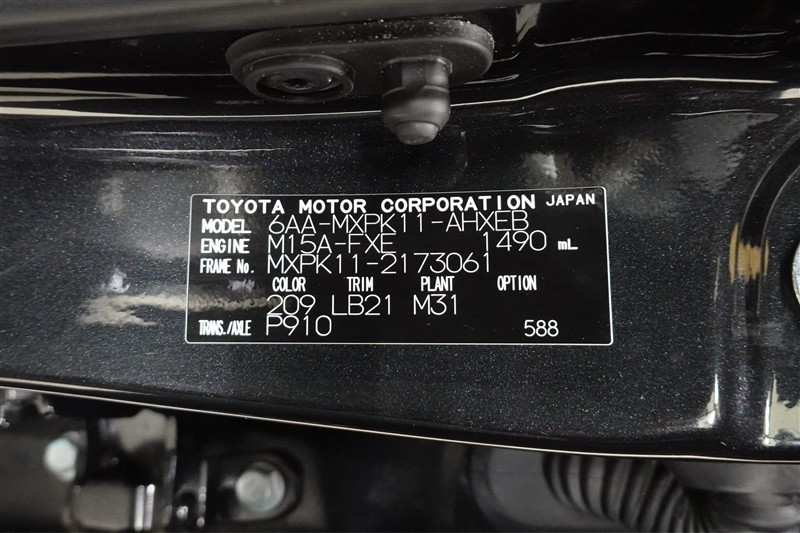 TOYOTA MOTOR CORPORATION JAPAN
MODEL 6AA-MXPK11-AHXEB
ENGINE M15A-FXE 1490 mL
FRAME No. MXPK11-2173061
COLOR TRIM PLANT OPTION
209 LB21 M31
TRANS./AXLE P910 588